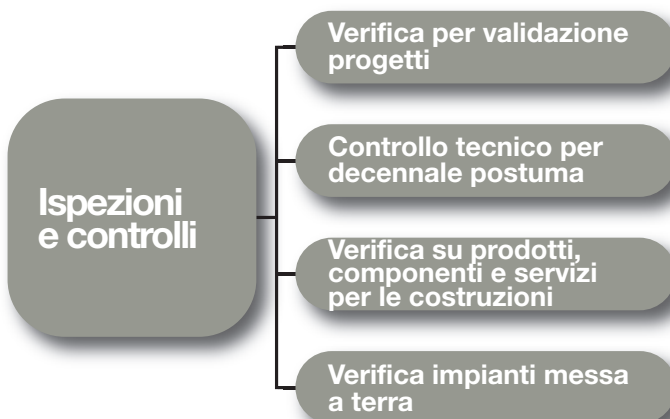 Ispezioni
e controlli
Verifica per validazione
progetti
Controllo tecnico per
decennale postuma
Verifica su prodotti,
componenti e servizi
per le costruzioni
Verifica impianti messa
a terra